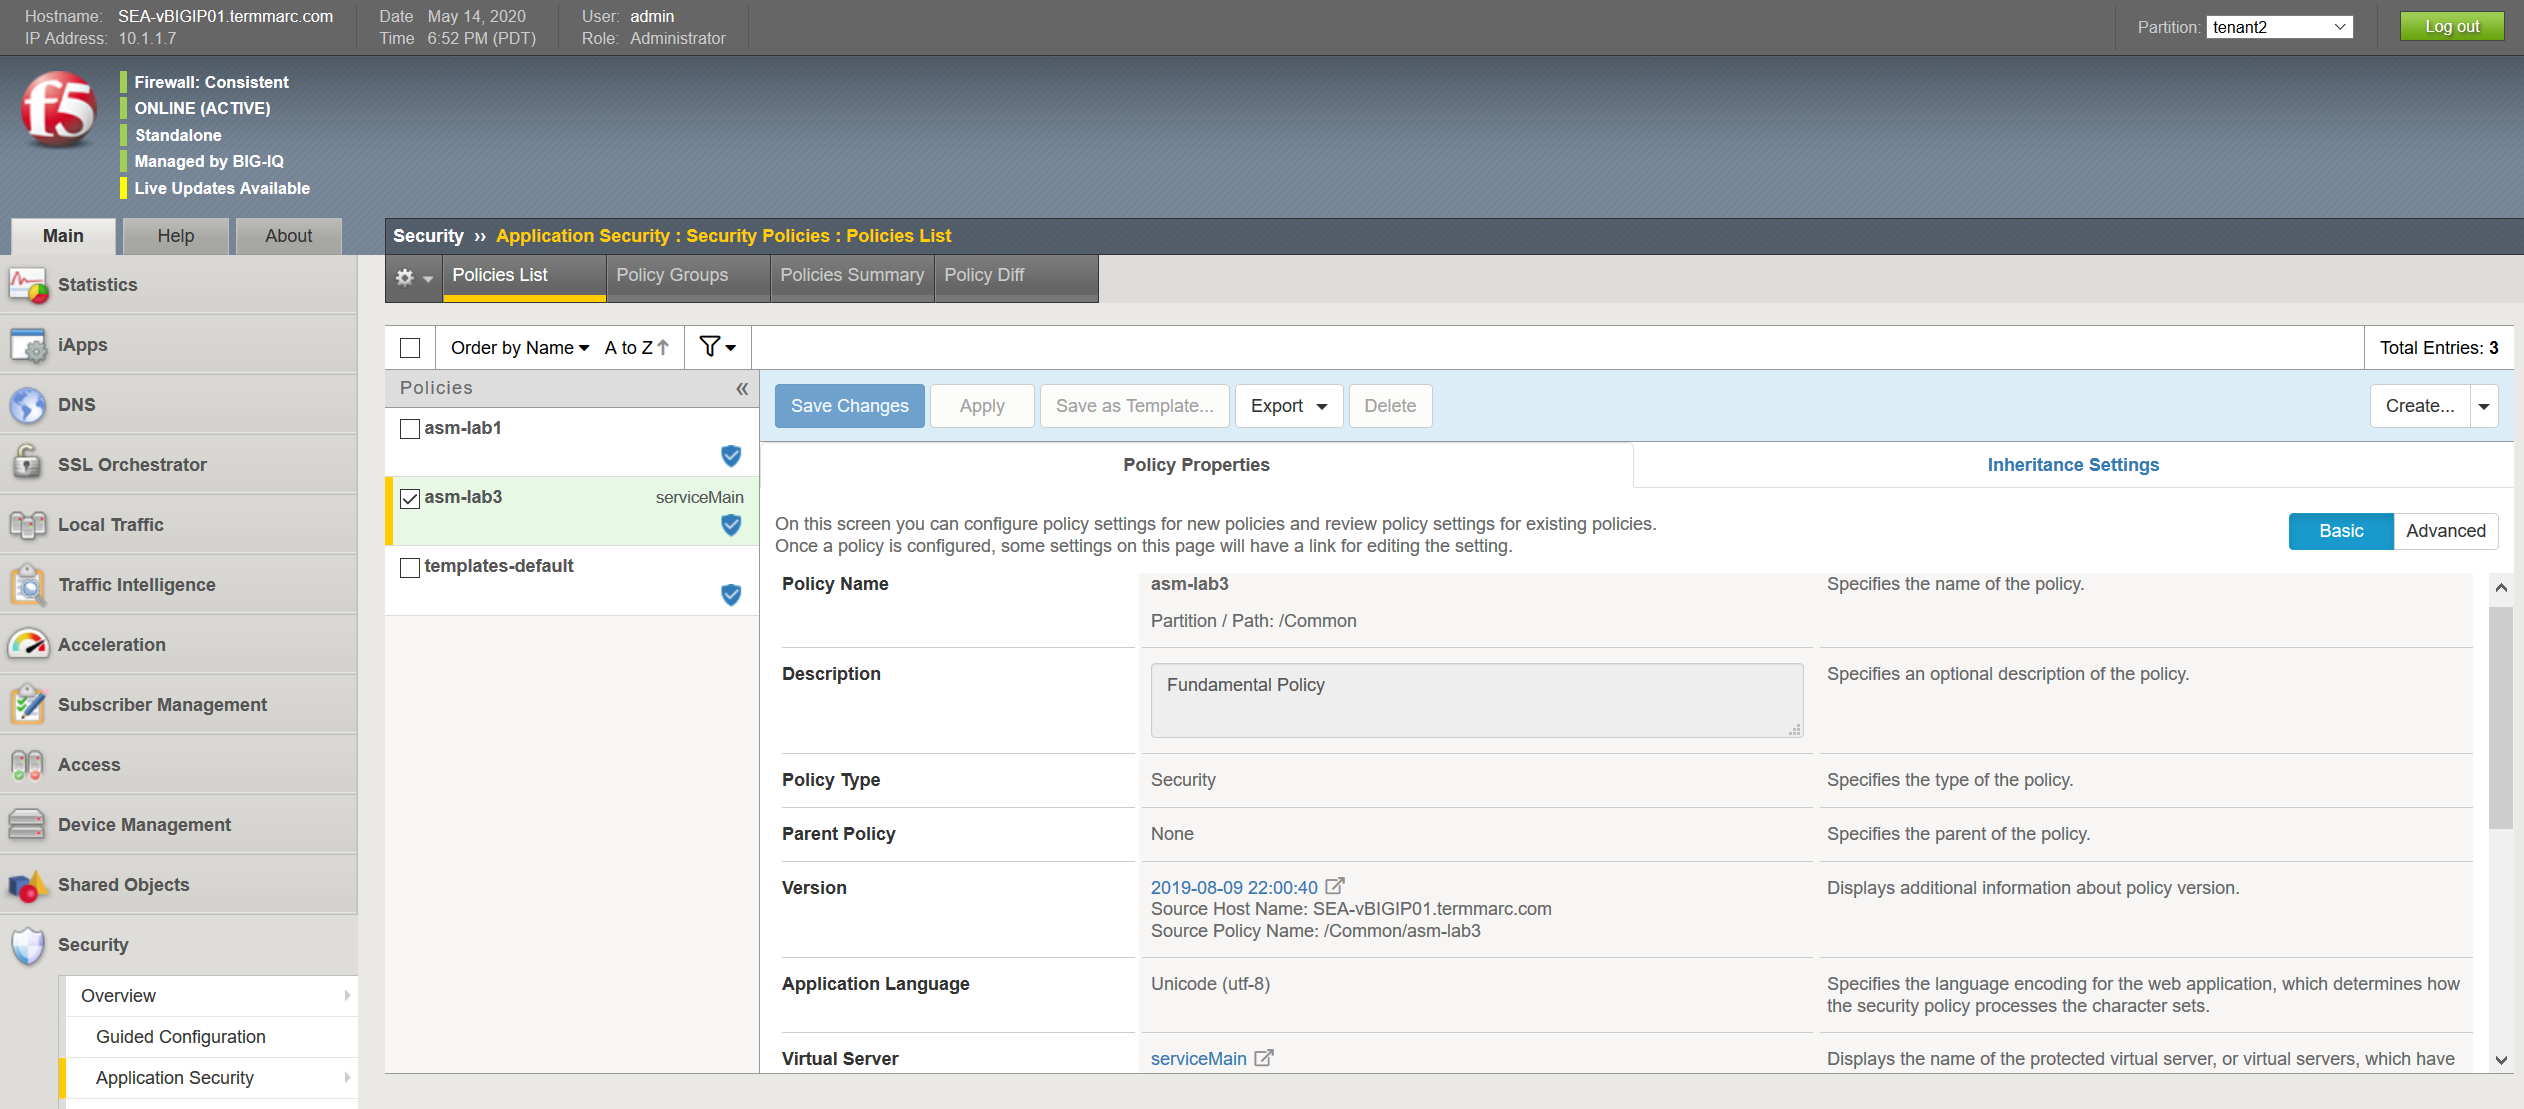 Hostname: SEA-vBIGIP01.termmarc.com
IP Address: 10.1.1.7
Date May 14, 2020
Time 6:52 PM (PDT)
User: admin
Role: Administrator
Partition: tenant2
Log out
f5
Firewall: Consistent
ONLINE (ACTIVE)
Standalone
Managed by BIG-IQ
Live Updates Available
Main
Help
About
Security ›› Application Security : Security Policies : Policies List
Policies List
Policy Groups
Policies Summary
Policy Diff
Statistics
iApps
DNS
SSL Orchestrator
Local Traffic
Traffic Intelligence
Acceleration
Subscriber Management
Access
Device Management
Shared Objects
Security
Overview
Guided Configuration
Application Security
Order by Name
A to Z
Total Entries: 3
Policies «
asm-lab1
asm-lab3 serviceMain
templates-default
Save Changes
Apply
Save as Template...
Export
Delete
Create...
Policy Properties
Inheritance Settings
On this screen you can configure policy settings for new policies and review policy settings for existing policies.
Once a policy is configured, some settings on this page will have a link for editing the setting.
Basic
Advanced
Policy Name
asm-lab3
Partition / Path: /Common
Specifies the name of the policy.
Description
Fundamental Policy
Specifies an optional description of the policy.
Policy Type
Security
Specifies the type of the policy.
Parent Policy
None
Specifies the parent of the policy.
Version
2019-08-09 22:00:40
Source Host Name: SEA-vBIGIP01.termmarc.com
Source Policy Name: /Common/asm-lab3
Displays additional information about policy version.
Application Language
Unicode (utf-8)
Specifies the language encoding for the web application, which determines how
the security policy processes the character sets.
Virtual Server
serviceMain
Displays the name of the protected virtual server, or virtual servers, which have